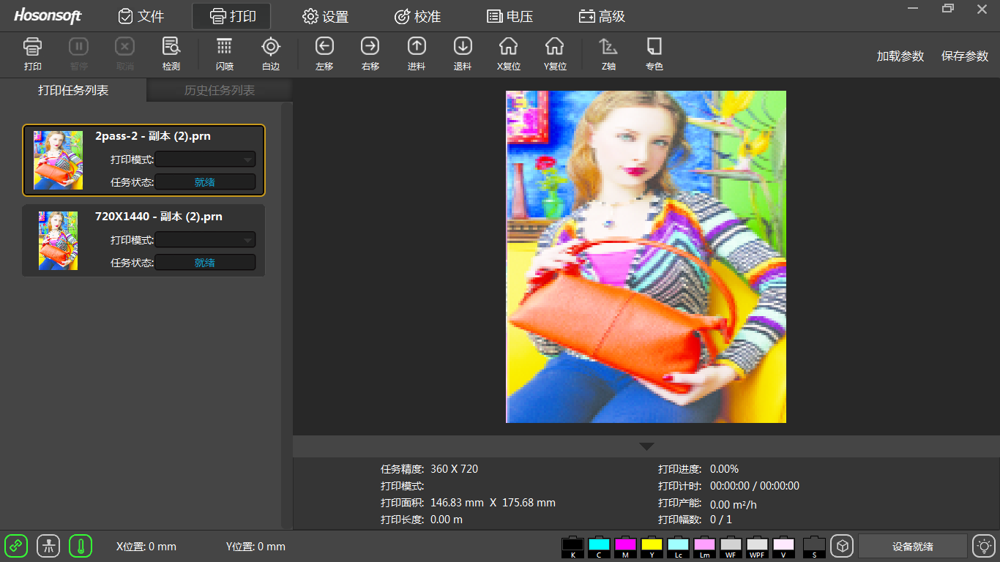 Hosonsoft 文件 打印 设置 校准 电压 高级
打印 暂停 取消 检测 闪喷 白边 左移 右移 进料 退料 X复位 Y复位 Z轴 专色 加载参数 保存参数
打印任务列表 历史任务列表
2pass-2 - 副本 (2).prn
打印模式:
任务状态: 就绪
720X1440 - 副本 (2).prn
打印模式:
任务状态: 就绪
任务精度: 360 X 720 打印进度: 0.00%
打印模式: 打印计时: 00:00:00 / 00:00:00
打印面积: 146.83 mm X 175.68 mm 打印产能: 0.00 m²/h
打印长度: 0.00 m 打印幅数: 0 / 1
X位置: 0 mm Y位置: 0 mm K C M Y Lc Lm WF WPF V S 设备就绪